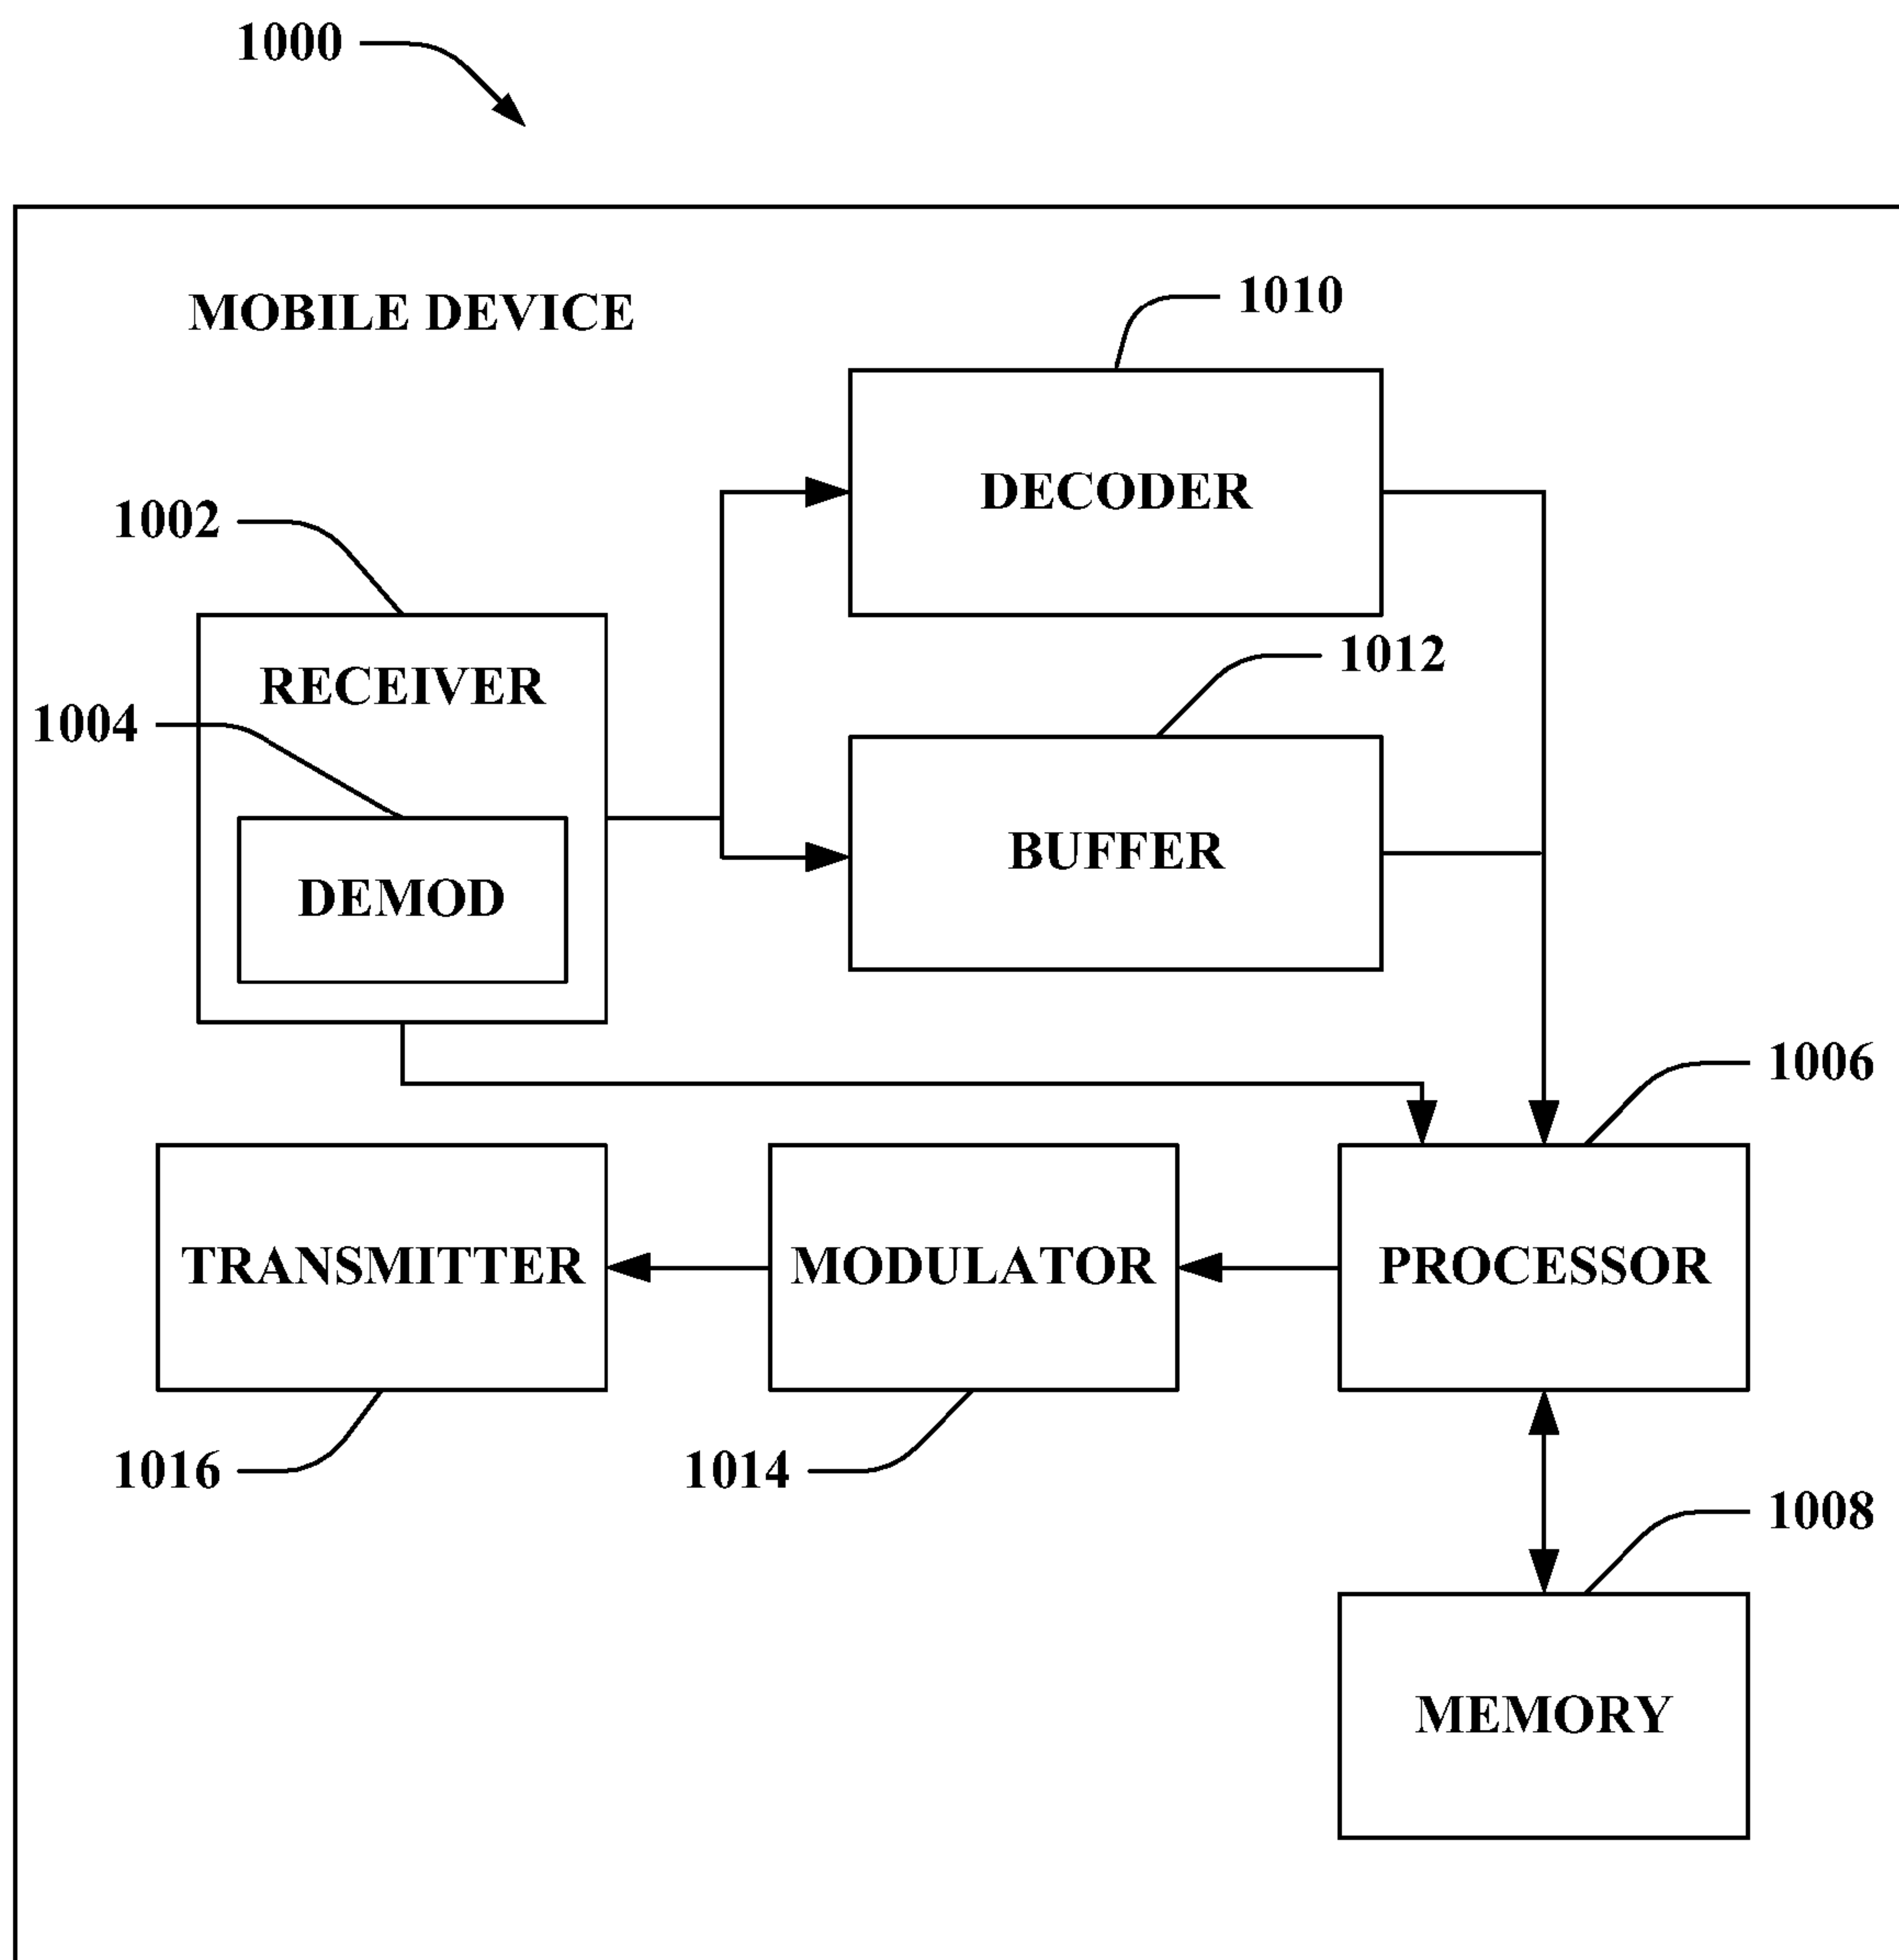 1000
MOBILE DEVICE
1010
DECODER
1002
RECEIVER
1012
1004
BUFFER
DEMOD
1006
TRANSMITTER
MODULATOR
PROCESSOR
1016
1014
1008
MEMORY